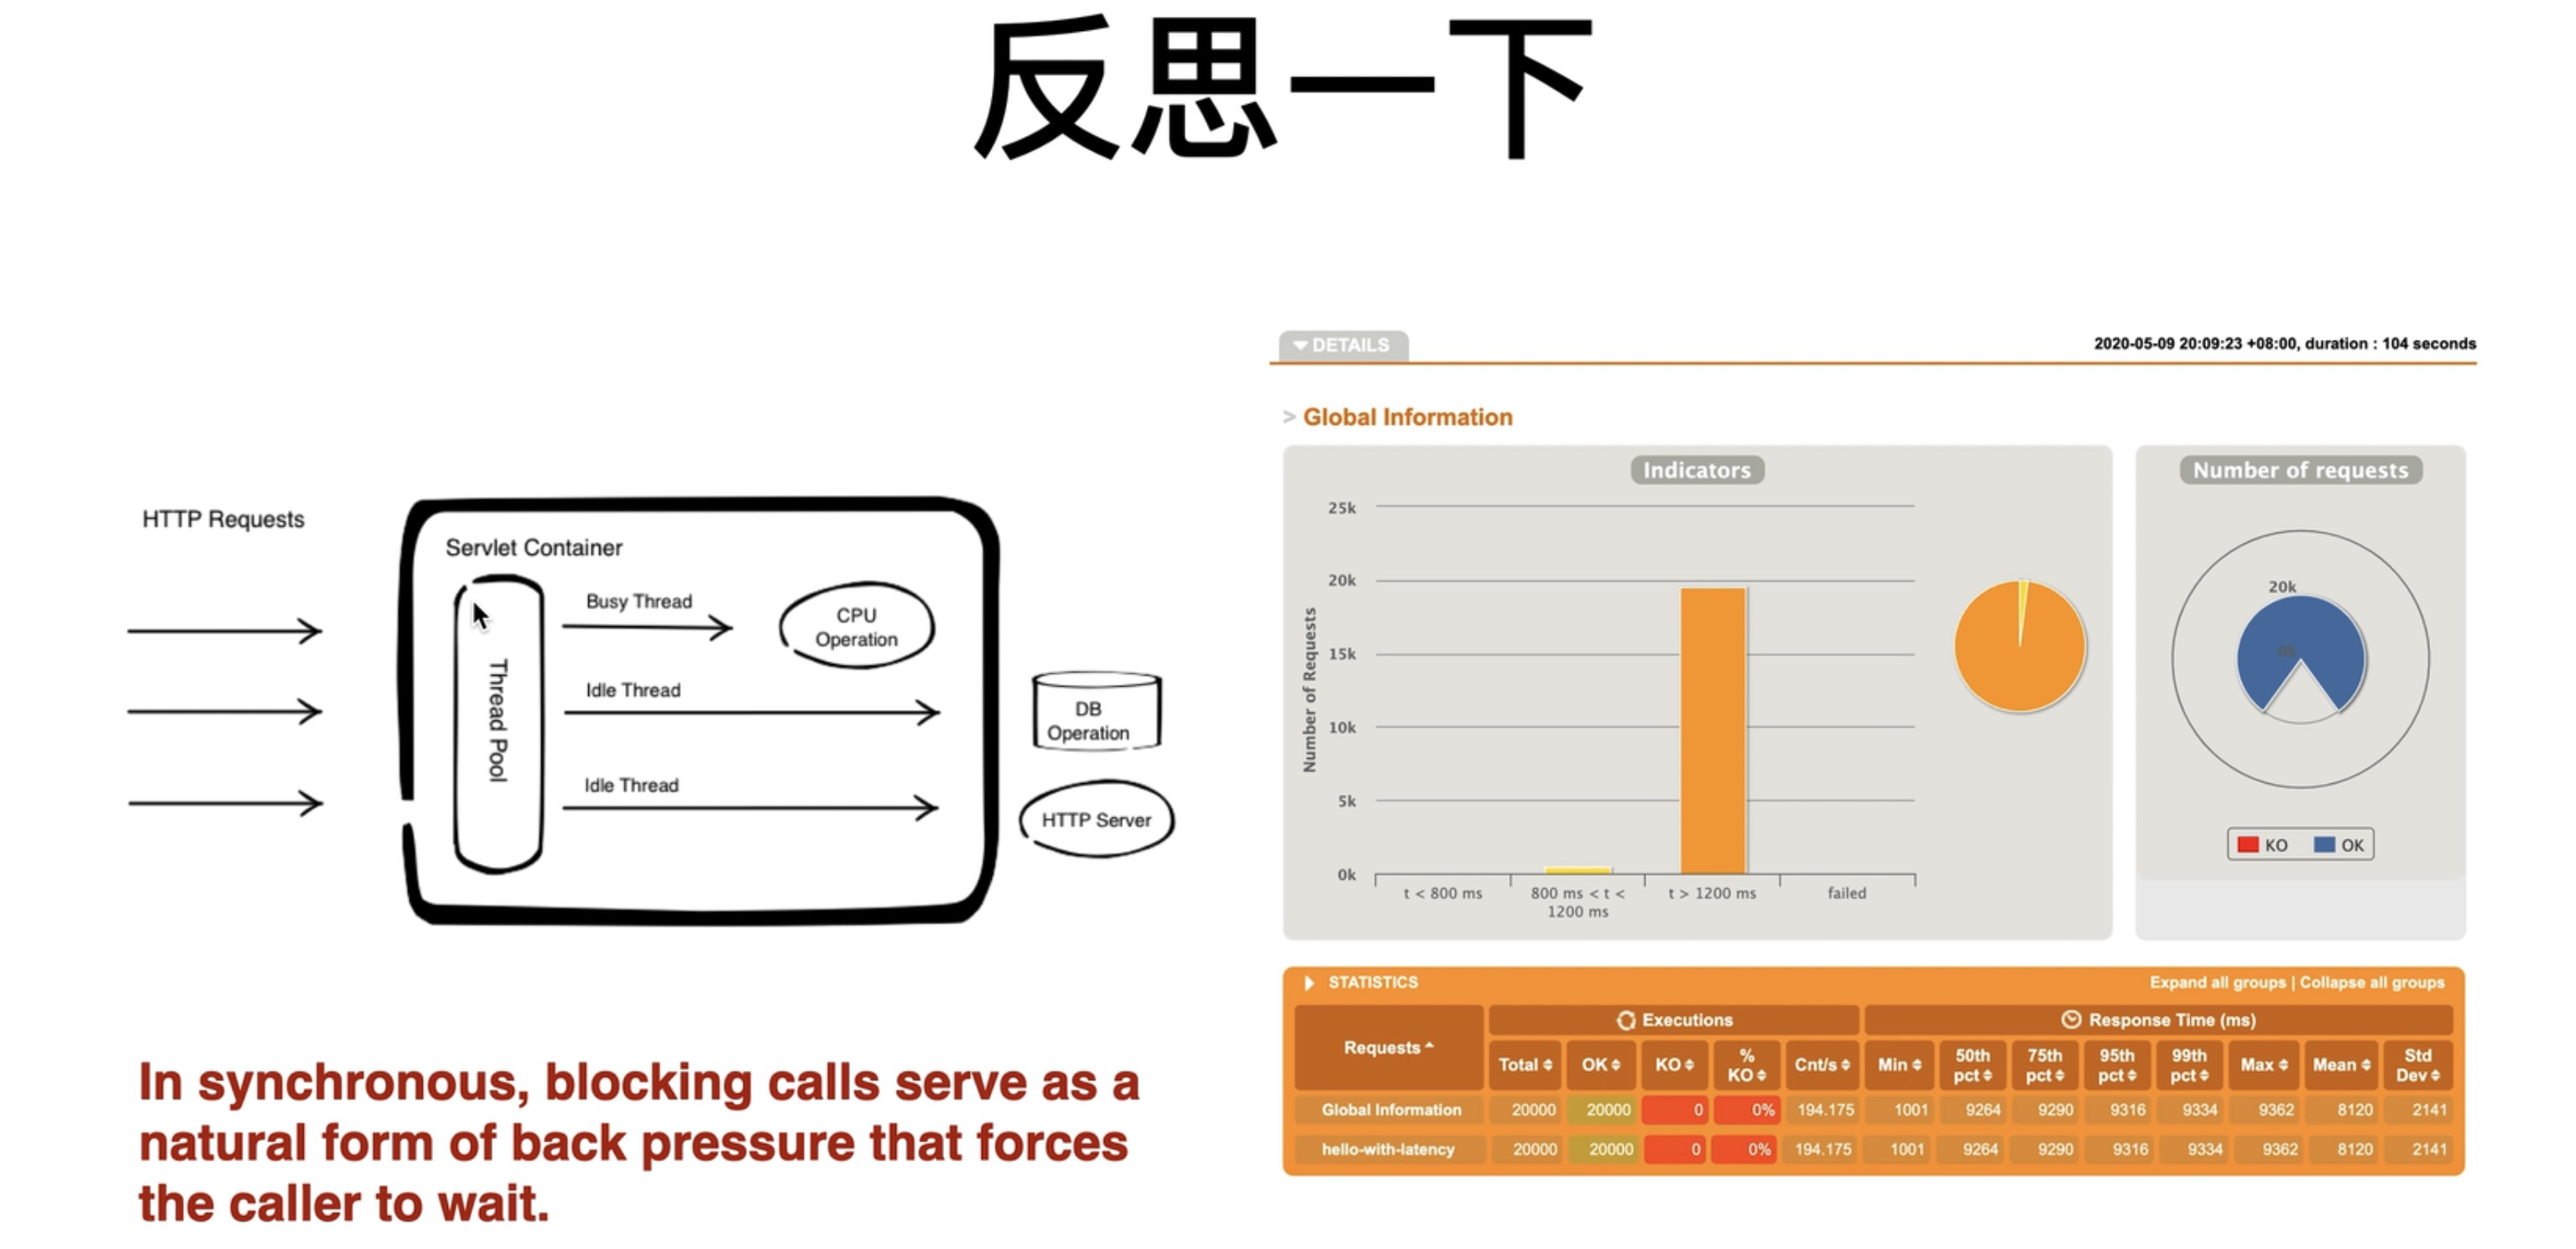 反思一下
HTTP Requests
Servlet Container
Thread Pool
Busy Thread
CPU
Operation
Idle Thread
DB
Operation
Idle Thread
HTTP Server
In synchronous, blocking calls serve as a
natural form of back pressure that forces
the caller to wait.
DETAILS
2020-05-09 20:09:23 +08:00, duration : 104 seconds
> Global Information
Indicators
Number of Requests
25k
20k
15k
10k
5k
0k
t < 800 ms
800 ms < t <
1200 ms
t > 1200 ms
failed
Number of requests
20k
0k
KO OK
STATISTICS
Expand all groups | Collapse all groups
Requests
Executions
Response Time (ms)
Total OK KO % KO Cnt/s Min 50th pct 75th pct 95th pct 99th pct Max Mean Std Dev
Global Information 20000 20000 0 0% 194.175 1001 9264 9290 9316 9334 9362 8120 2141
hello-with-latency 20000 20000 0 0% 194.175 1001 9264 9290 9316 9334 9362 8120 2141